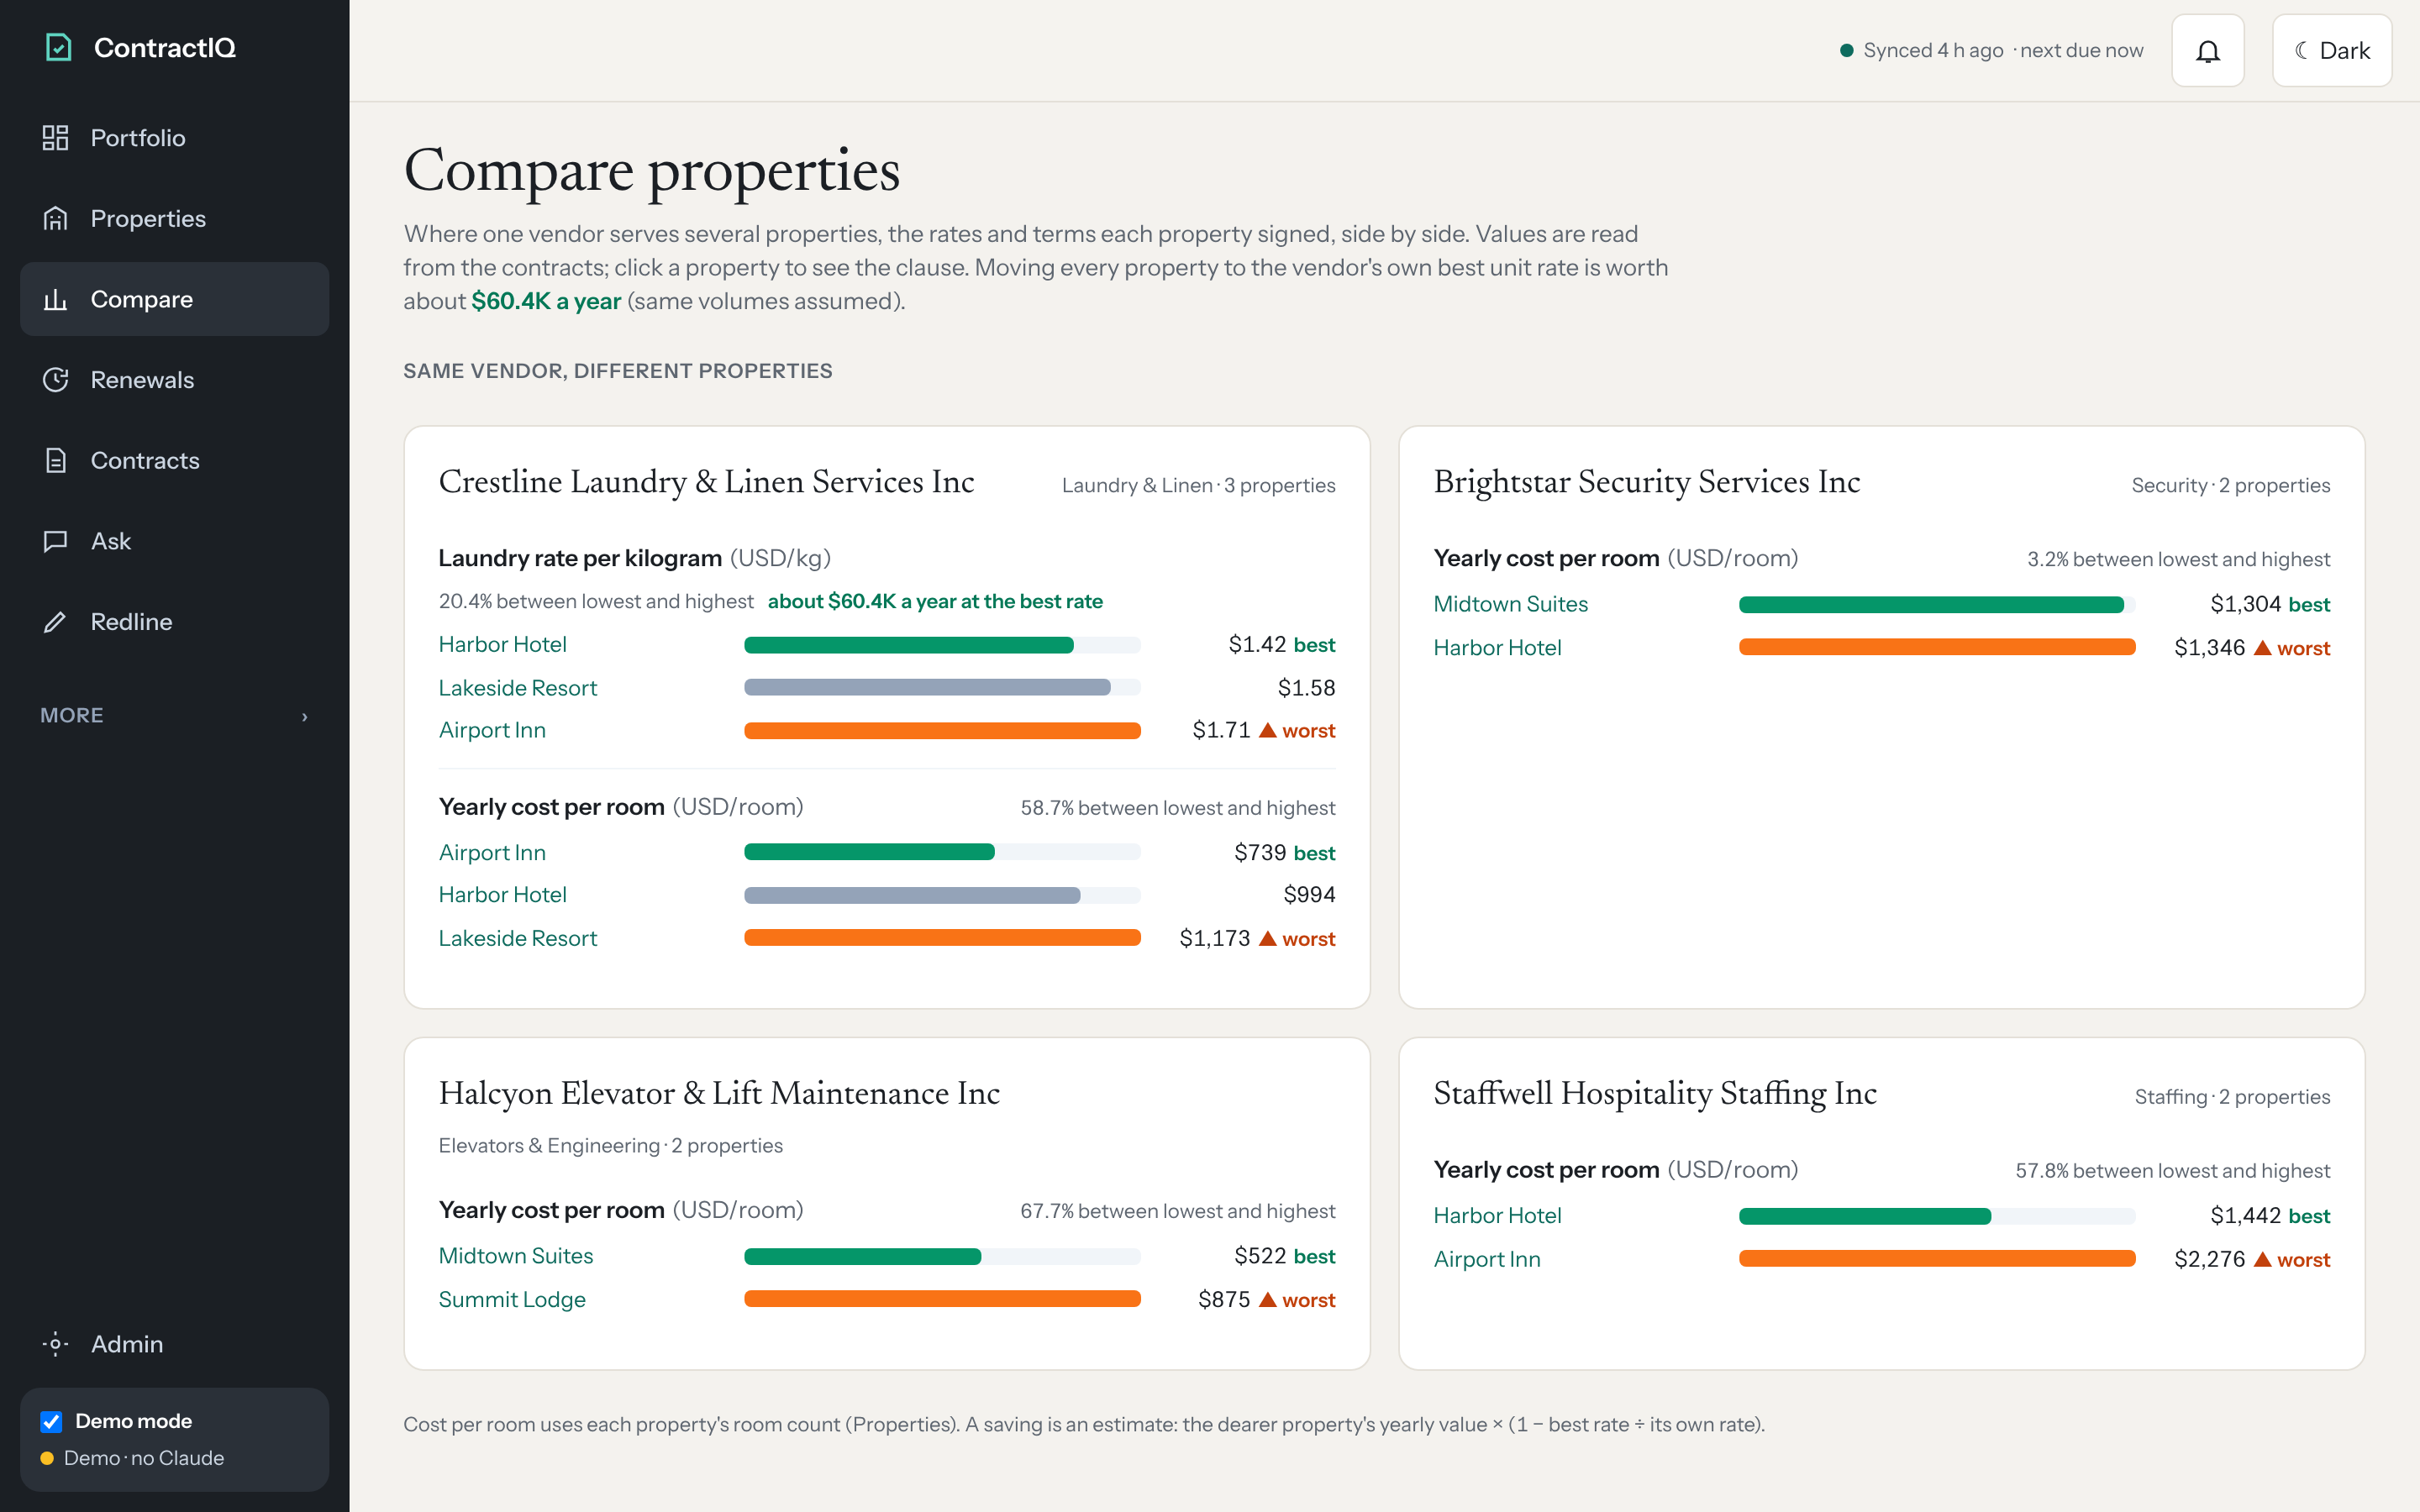 ContractIQ
Portfolio
Properties
Compare
Renewals
Contracts
Ask
Redline
MORE ›
Admin
Demo mode
Demo · no Claude
Synced 4 h ago · next due now
☾ Dark
Compare properties
Where one vendor serves several properties, the rates and terms each property signed, side by side. Values are read
from the contracts; click a property to see the clause. Moving every property to the vendor's own best unit rate is worth
about $60.4K a year (same volumes assumed).
SAME VENDOR, DIFFERENT PROPERTIES
Crestline Laundry & Linen Services Inc Laundry & Linen · 3 properties
Laundry rate per kilogram (USD/kg)
20.4% between lowest and highest about $60.4K a year at the best rate
Harbor Hotel $1.42 best
Lakeside Resort $1.58
Airport Inn $1.71 ▲ worst
Yearly cost per room (USD/room) 58.7% between lowest and highest
Airport Inn $739 best
Harbor Hotel $994
Lakeside Resort $1,173 ▲ worst
Brightstar Security Services Inc Security · 2 properties
Yearly cost per room (USD/room) 3.2% between lowest and highest
Midtown Suites $1,304 best
Harbor Hotel $1,346 ▲ worst
Halcyon Elevator & Lift Maintenance Inc
Elevators & Engineering · 2 properties
Yearly cost per room (USD/room) 67.7% between lowest and highest
Midtown Suites $522 best
Summit Lodge $875 ▲ worst
Staffwell Hospitality Staffing Inc Staffing · 2 properties
Yearly cost per room (USD/room) 57.8% between lowest and highest
Harbor Hotel $1,442 best
Airport Inn $2,276 ▲ worst
Cost per room uses each property's room count (Properties). A saving is an estimate: the dearer property's yearly value × (1 − best rate ÷ its own rate).